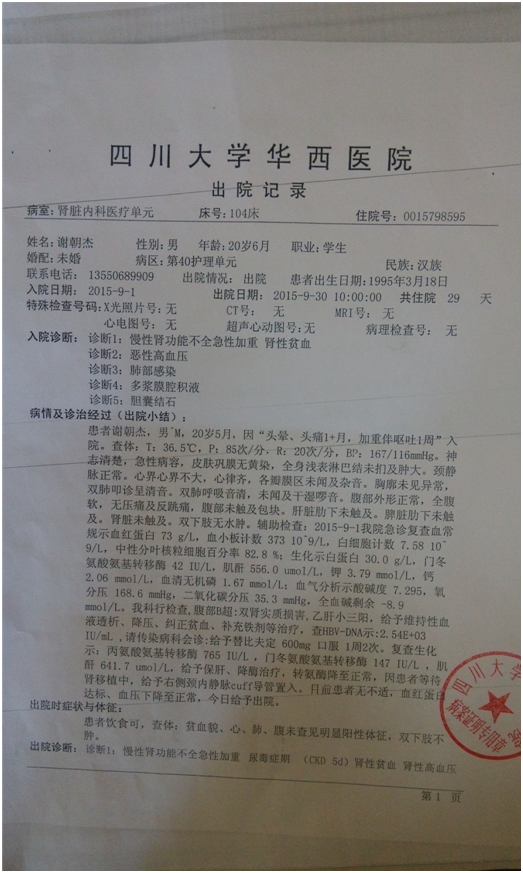 四川大学华西医院
出院记录
病室: 肾脏内科医疗单元 床号: 104床 住院号: 0015798595
姓名: 谢朝杰 性别: 男 年龄: 20岁6月 职业: 学生
婚配: 未婚 病区: 第40护理单元 民族: 汉族
联系电话: 13550689909 出院情况: 出院 患者出生日期: 1995年3月18日
入院日期: 2015-9-1 出院日期: 2015-9-30 10:00:00 共住院 29 天
特殊检查号码: X光照片号: 无 CT号: 无 MRI号: 无
心电图号: 无 超声心动图号: 无 病理检查号: 无
入院诊断: 诊断1: 慢性肾功能不全急性加重 肾性贫血
诊断2: 恶性高血压
诊断3: 肺部感染
诊断4: 多浆膜腔积液
诊断5: 胆囊结石
病情及诊治经过(出院小结):
患者谢朝杰, 男^M, 20岁5月, 因“头晕、头痛1+月, 加重伴呕吐1周”入
院。查体: T: 36.5℃, P: 85次/分, R: 20次/分, BP: 167/116mmHg。神
志清楚, 急性病容, 皮肤巩膜无黄染, 全身浅表淋巴结未扪及肿大。颈静
脉正常。心界心界不大, 心律齐, 各瓣膜区未闻及杂音。胸廓未见异常,
双肺叩诊呈清音。双肺呼吸音清, 未闻及干湿啰音。腹部外形正常, 全腹
软, 无压痛及反跳痛, 腹部未触及包块。肝脏肋下未触及。脾脏肋下未触
及。肾脏未触及。双下肢无水肿。辅助检查: 2015-9-1我院急诊复查血常
规示血红蛋白 73 g/L, 血小板计数 373 10^9/L, 白细胞计数 7.58 10^
9/L, 中性分叶核粒细胞百分率 82.8 %; 生化示白蛋白 30.0 g/L, 门冬
氨酸氨基转移酶 42 IU/L, 肌酐 556.0 umol/L, 钾 3.79 mmol/L, 钙
2.06 mmol/L, 血清无机磷 1.67 mmol/L; 血气分析示酸碱度 7.295, 氧
分压 168.6 mmHg, 二氧化碳分压 35.3 mmHg, 全血碱剩余 -8.9
mmol/L, 我科行检查, 腹部B超: 双肾实质损害, 乙肝小三阳, 给予维持性血
液透析、降压、纠正贫血、补充铁剂等治疗, 查HBV-DNA示: 2.54E+03
IU/mL, 请传染病科会诊: 给予替比夫定 600mg 口服 1周2次。复查生化
示: 丙氨酸氨基转移酶 765 IU/L, 门冬氨酸氨基转移酶 147 IU/L, 肌
酐 641.7 umol/L, 给予保肝、降酶治疗, 转氨酶降至正常, 因患者等待
肾移植中, 给予右侧颈内静脉cuff导管置入。目前患者无不适, 血红蛋白
达标、血压下降至正常, 今日给予出院。
出院时症状与体征:
患者饮食可, 查体: 贫血貌、心、肺、腹未查见明显阳性体征, 双下肢不
肿。
出院诊断: 诊断1: 慢性肾功能不全急性加重 尿毒症期 (CKD 5d) 肾性贫血 肾性高血压
第 1 页
四川大学